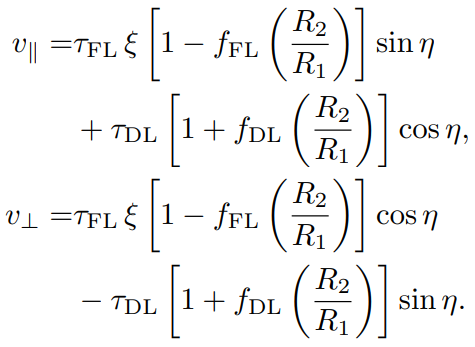 v_∥ =τ_FL ξ [1 − f_FL (R_2/R_1)] sin η
+ τ_DL [1 + f_DL (R_2/R_1)] cos η,
v_⊥ =τ_FL ξ [1 − f_FL (R_2/R_1)] cos η
− τ_DL [1 + f_DL (R_2/R_1)] sin η.